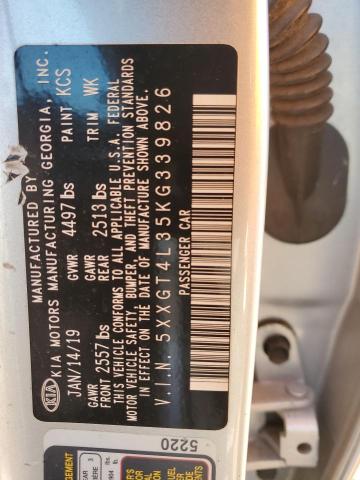 MANUFACTURED BY
KIA KIA MOTORS MANUFACTURING GEORGIA, INC.
JAN/14/19 GVWR 4497 lbs PAINT KCS
GAWR FRONT 2557 lbs GAWR REAR 2518 lbs TRIM WK
THIS VEHICLE CONFORMS TO ALL APPLICABLE U.S.A. FEDERAL
MOTOR VEHICLE SAFETY, BUMPER, AND THEFT PREVENTION STANDARDS
IN EFFECT ON THE DATE OF MANUFACTURE SHOWN ABOVE.
V.I.N. 5XXGT4L35KG339826
PASSENGER CAR
5220